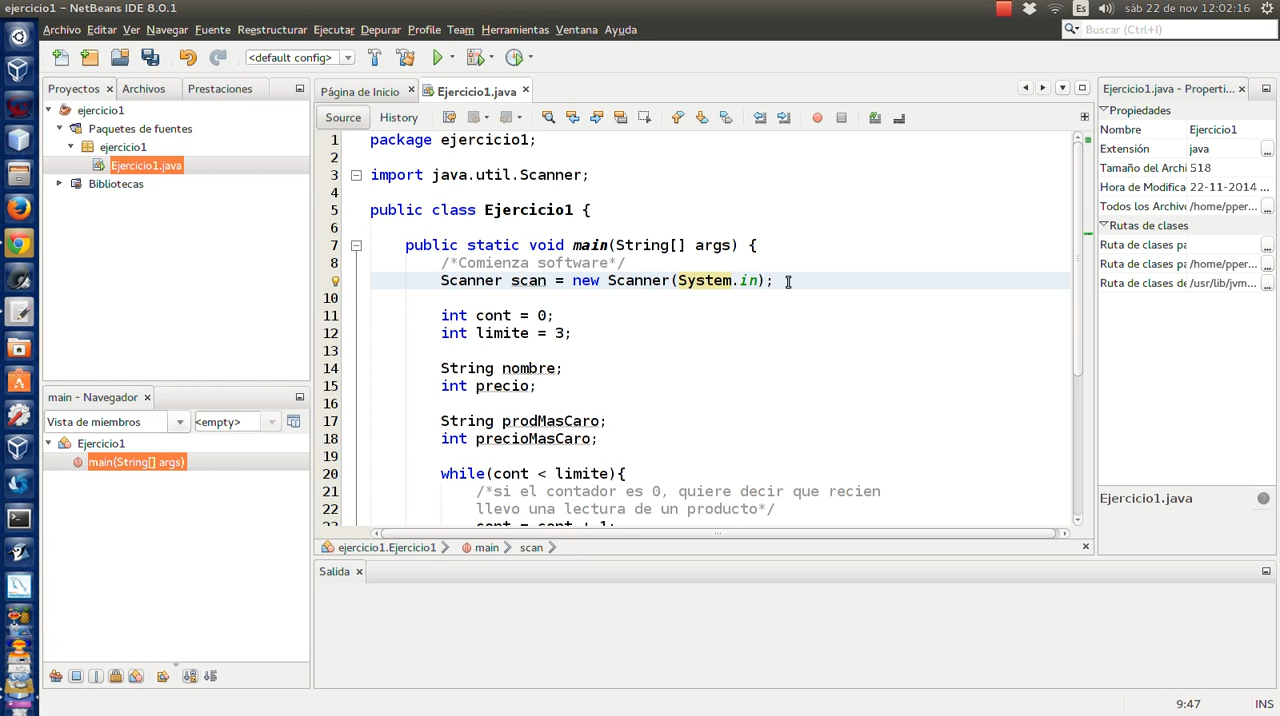 ejercicio1 - NetBeans IDE 8.0.1
Es
sáb 22 de nov 12:02:16
Archivo Editar Ver Navegar Fuente Reestructurar Ejecutar Depurar Profile Team Herramientas Ventana Ayuda
Buscar (Ctrl+I)
<default config>
Proyectos
Archivos
Prestaciones
Página de Inicio
Ejercicio1.java
Ejercicio1.java - Properti...
ejercicio1
Paquetes de fuentes
ejercicio1
Ejercicio1.java
Bibliotecas
Source
History
1 package ejercicio1;
2
3 import java.util.Scanner;
4
5 public class Ejercicio1 {
6
7 public static void main(String[] args) {
8 /*Comienza software*/
Scanner scan = new Scanner(System.in);
10
11 int cont = 0;
12 int limite = 3;
13
14 String nombre;
15 int precio;
16
17 String prodMasCaro;
18 int precioMasCaro;
19
20 while(cont < limite){
21 /*si el contador es 0, quiere decir que recien
22 llevo una lectura de un producto*/
23 cont = cont + 1;
Propiedades
Nombre Ejercicio1
Extensión java
Tamaño del Archi 518
Hora de Modifica 22-11-2014 ...
Todos los Archivo /home/pper...
Rutas de clases
Ruta de clases pa /home/pper...
Ruta de clases pa /home/pper...
Ruta de clases de /usr/lib/jvm...
Ejercicio1.java
main - Navegador
Vista de miembros
<empty>
Ejercicio1
main(String[] args)
ejercicio1.Ejercicio1
main
scan
Salida
9:47
INS